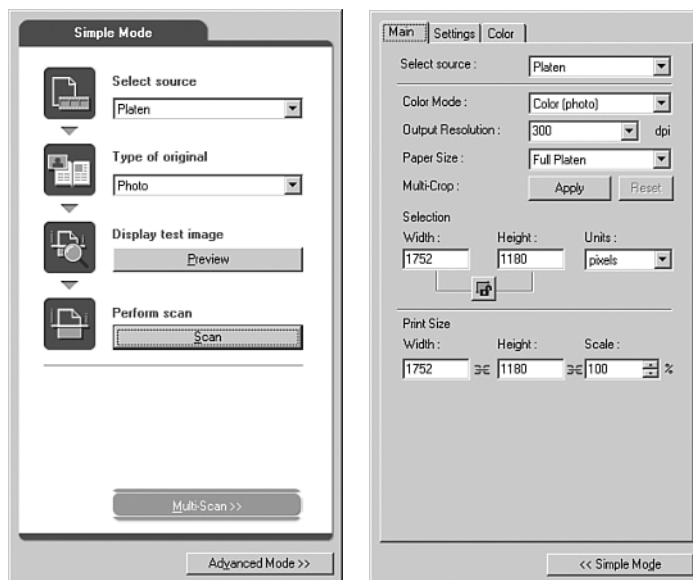 Simple Mode
Select source
Platen
Type of original
Photo
Display test image
Preview
Perform scan
Scan
Multi-Scan >>
Advanced Mode >>
Main Settings Color
Select source : Platen
Color Mode : Color (photo)
Output Resolution : 300 dpi
Paper Size : Full Platen
Multi-Crop : Apply Reset
Selection
Width : Height : Units :
1752 1180 pixels
Print Size
Width : Height : Scale :
1752 1180 100 %
<< Simple Mode